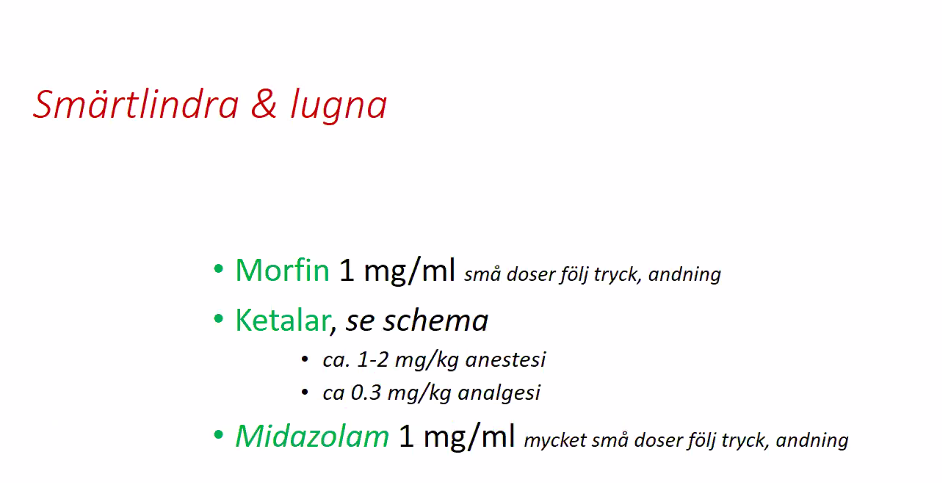 Smärtlindra & lugna
• Morfin 1 mg/ml små doser följ tryck, andning
• Ketalar, se schema
• ca. 1-2 mg/kg anestesi
• ca 0.3 mg/kg analgesi
• Midazolam 1 mg/ml mycket små doser följ tryck, andning